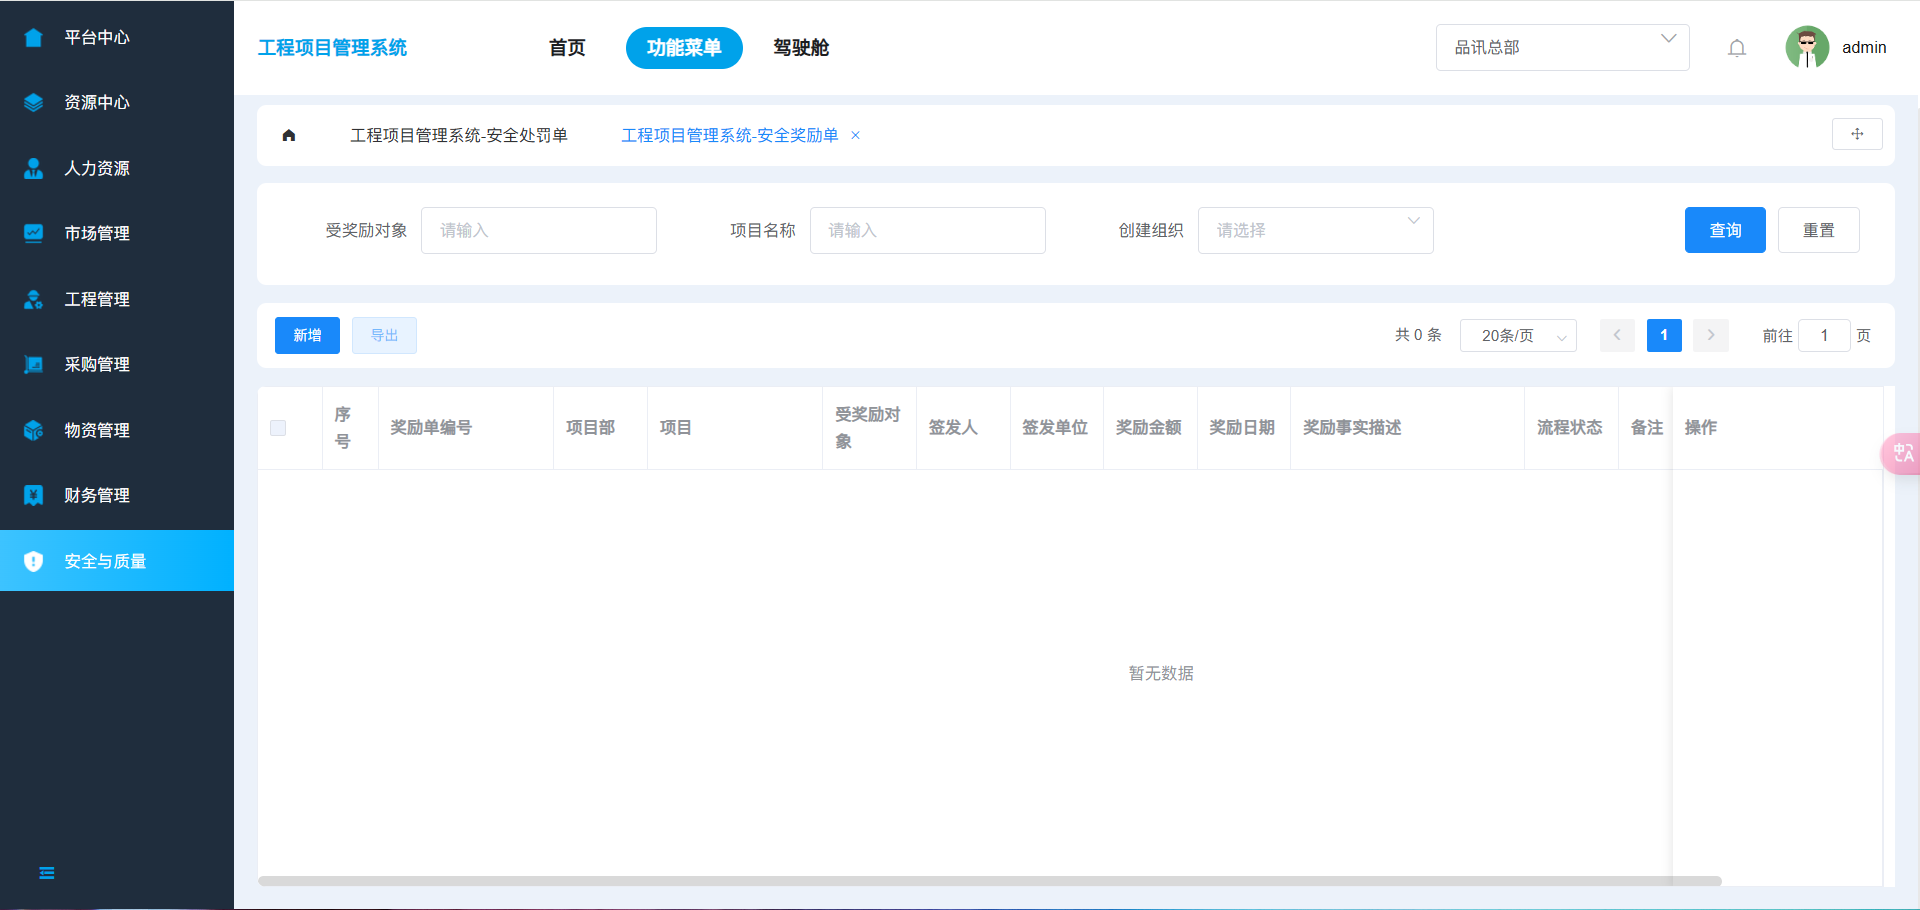 平台中心
资源中心
人力资源
市场管理
工程管理
采购管理
物资管理
财务管理
安全与质量
工程项目管理系统 首页 功能菜单 驾驶舱 品讯总部 admin
工程项目管理系统-安全处罚单 工程项目管理系统-安全奖励单 ×
受奖励对象 请输入 项目名称 请输入 创建组织 请选择 查询 重置
新增 导出 共 0 条 20条/页 1 前往 1 页
序号 奖励单编号 项目部 项目 受奖励对象 签发人 签发单位 奖励金额 奖励日期 奖励事实描述 流程状态 备注 操作
中A
暂无数据